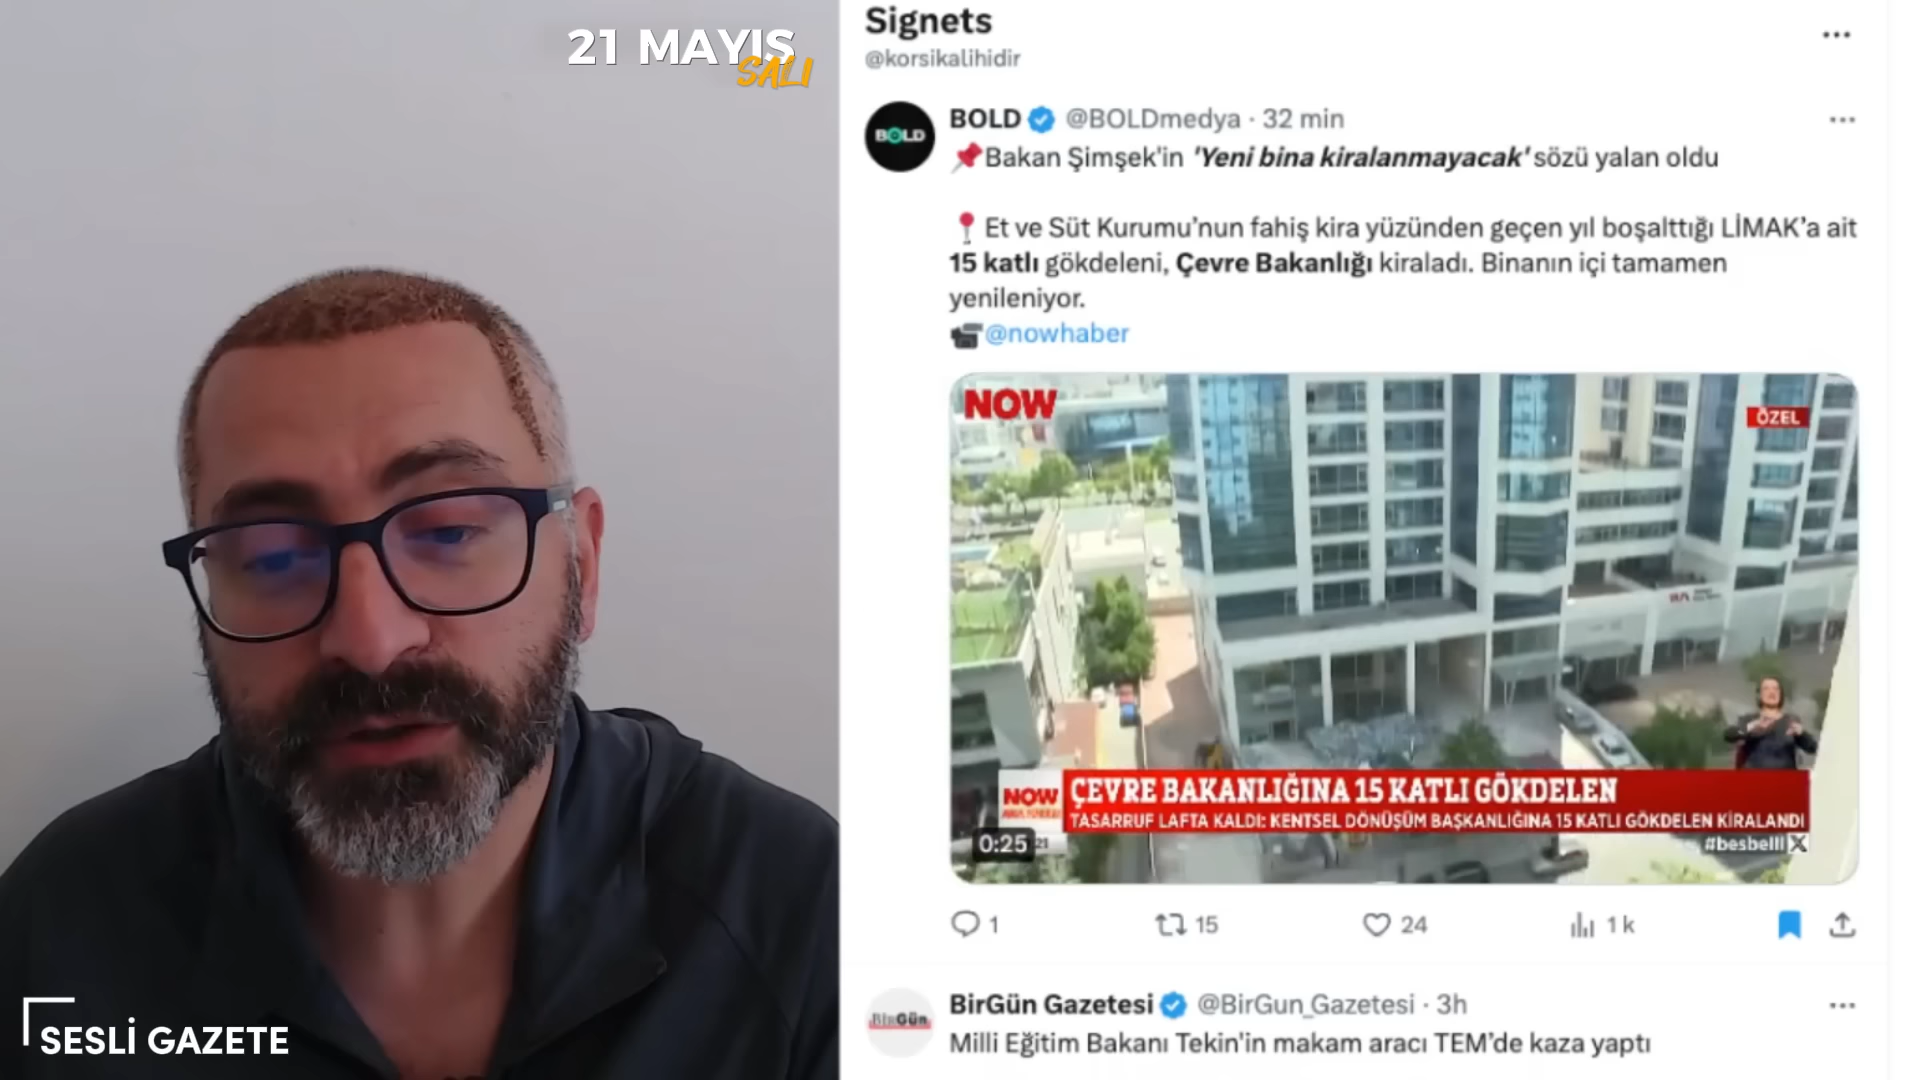 21 MAYIS
SALI
SESLİ GAZETE
Signets
@korsikalihidir
BOLD
BOLD @BOLDmedya · 32 min
📌Bakan Şimşek'in 'Yeni bina kiralanmayacak' sözü yalan oldu
📍Et ve Süt Kurumu’nun fahiş kira yüzünden geçen yıl boşalttığı LİMAK’a ait
15 katlı gökdeleni, Çevre Bakanlığı kiraladı. Binanın içi tamamen
yenileniyor.
@nowhaber
NOW
ÖZEL
NOW
ÇEVRE BAKANLIĞINA 15 KATLI GÖKDELEN
TASARRUF LAFTA KALDI: KENTSEL DÖNÜŞÜM BAŞKANLIĞINA 15 KATLI GÖKDELEN KİRALANDI
0:25
21
#besbelli X
1 15 24 1 k
BirGün
BirGün Gazetesi @BirGun_Gazetesi · 3h
Milli Eğitim Bakanı Tekin'in makam aracı TEM’de kaza yaptı